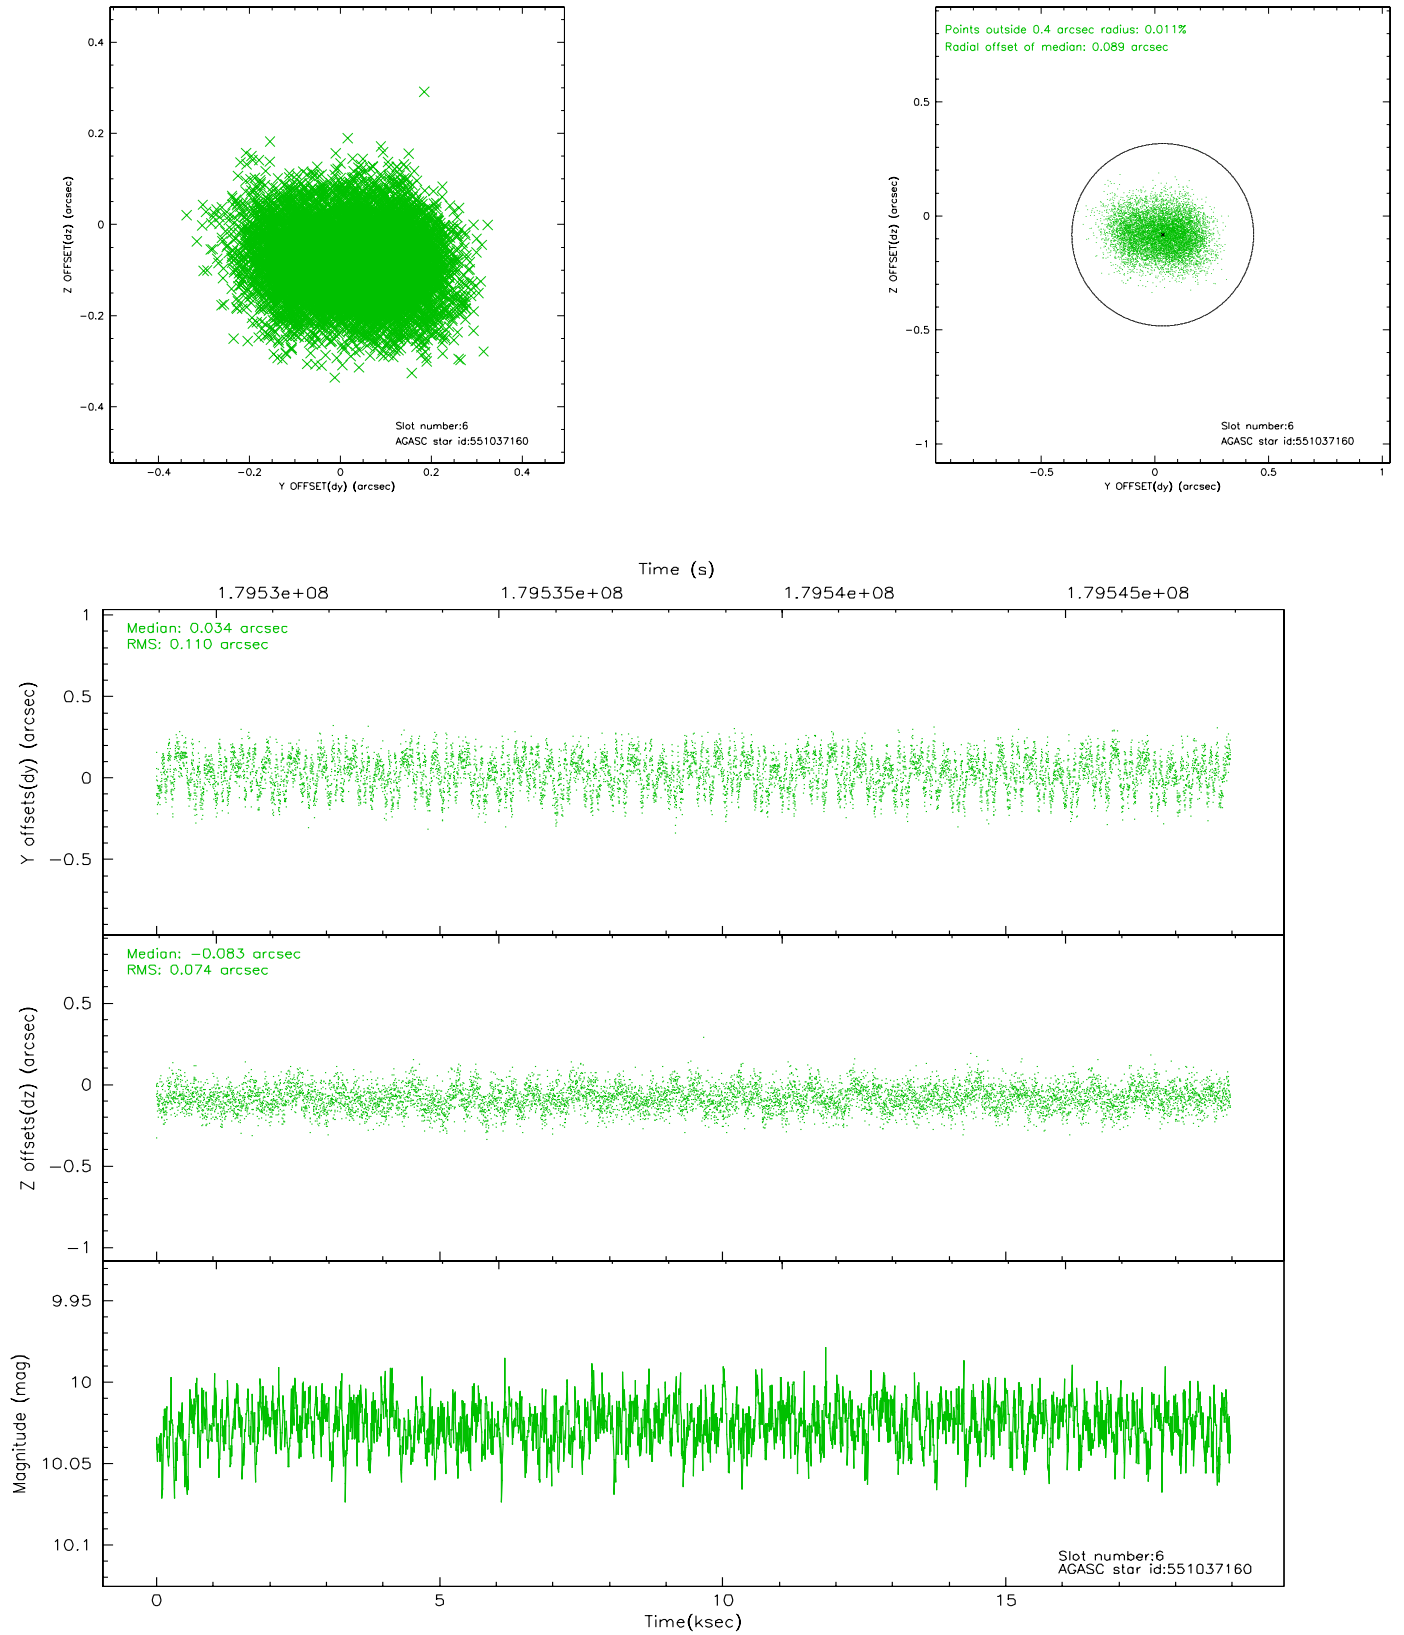 0.4
0.2
0
−0.2
−0.4
Z OFFSET(dz) (arcsec)
−0.4 −0.2 0 0.2 0.4
Y OFFSET(dy) (arcsec)
Slot number:6
AGASC star id:551037160
Points outside 0.4 arcsec radius: 0.011%
Radial offset of median: 0.089 arcsec
0.5
0
−0.5
−1
Z OFFSET(dz) (arcsec)
Slot number:6
AGASC star id:551037160
−0.5 0 0.5 1
Y OFFSET(dy) (arcsec)
Time (s)
1.7953e+08 1.79535e+08 1.7954e+08 1.79545e+08
Median: 0.034 arcsec
RMS: 0.110 arcsec
1
0.5
0
−0.5
Y offsets(dy) (arcsec)
Median: −0.083 arcsec
RMS: 0.074 arcsec
0.5
0
−0.5
−1
Z offsets(dz) (arcsec)
9.95
10
10.05
10.1
Magnitude (mag)
Slot number:6
AGASC star id:551037160
0 5 10 15
Time(ksec)